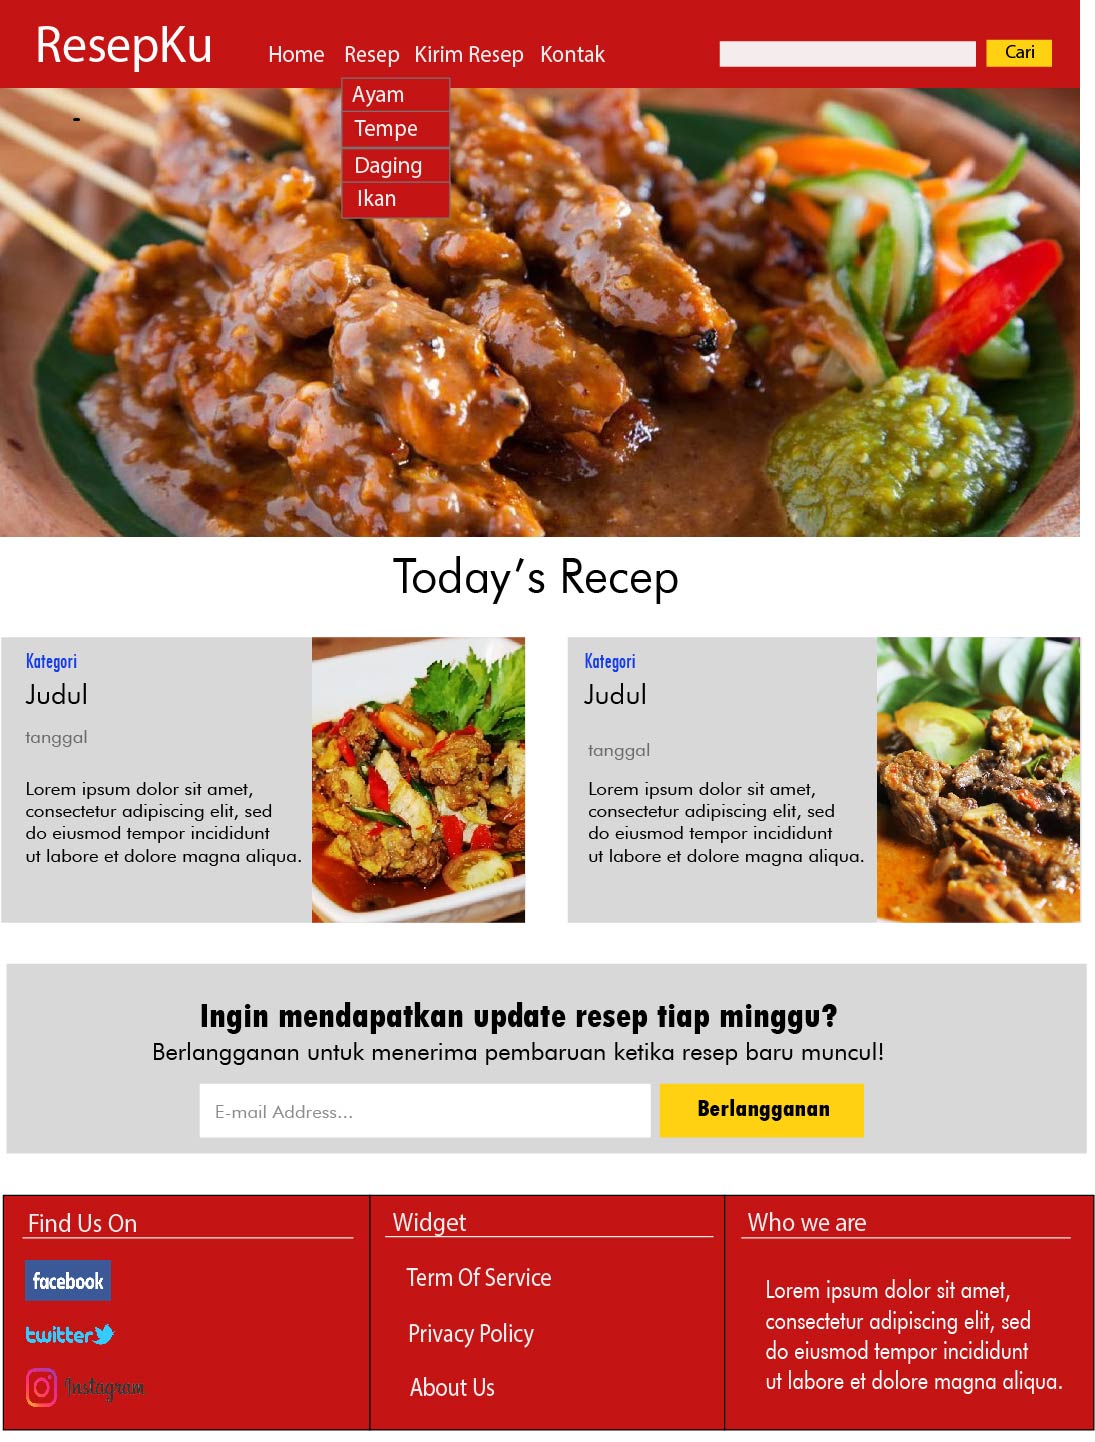 ResepKu
Home Resep Kirim Resep Kontak
Cari
Ayam
Tempe
Daging
Ikan
Today's Recep
Kategori
Judul
tanggal
Lorem ipsum dolor sit amet,
consectetur adipiscing elit, sed
do eiusmod tempor incididunt
ut labore et dolore magna aliqua.
Kategori
Judul
tanggal
Lorem ipsum dolor sit amet,
consectetur adipiscing elit, sed
do eiusmod tempor incididunt
ut labore et dolore magna aliqua.
Ingin mendapatkan update resep tiap minggu?
Berlangganan untuk menerima pembaruan ketika resep baru muncul!
E-mail Address...
Berlangganan
Find Us On
facebook
twitter
Instagram
Widget
Term Of Service
Privacy Policy
About Us
Who we are
Lorem ipsum dolor sit amet,
consectetur adipiscing elit, sed
do eiusmod tempor incididunt
ut labore et dolore magna aliqua.